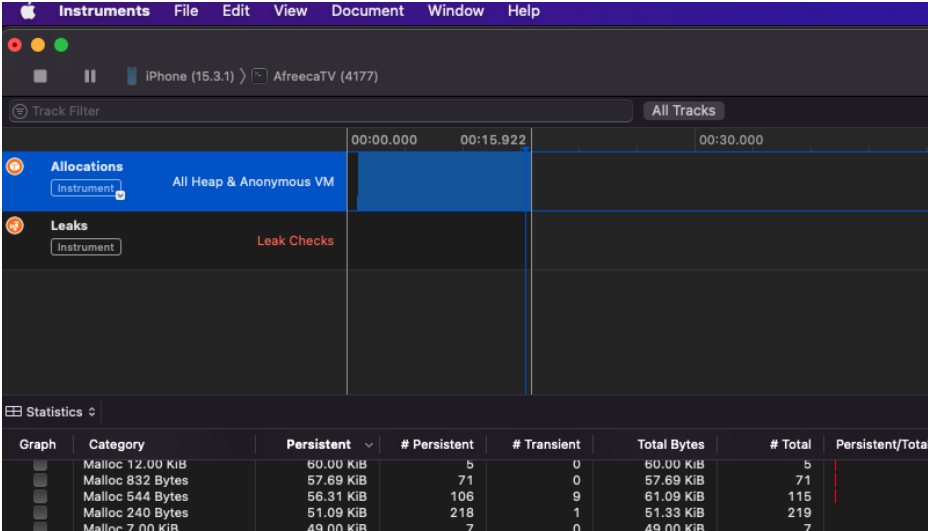 Instruments File Edit View Document Window Help
iPhone (15.3.1) 〉 AfreecaTV (4177)
Track Filter All Tracks
00:00.000 00:15.922 00:30.000
Allocations
Instrument All Heap & Anonymous VM
Leaks
Instrument Leak Checks
Statistics
Graph Category Persistent # Persistent # Transient Total Bytes # Total Persistent/Tota
Malloc 12.00 KiB 60.00 KiB 5 0 60.00 KiB 5
Malloc 832 Bytes 57.69 KiB 71 0 57.69 KiB 71
Malloc 544 Bytes 56.31 KiB 106 9 61.09 KiB 115
Malloc 240 Bytes 51.09 KiB 218 1 51.33 KiB 219
Malloc 7.00 KiB 49.00 KiB 7 0 49.00 KiB 7